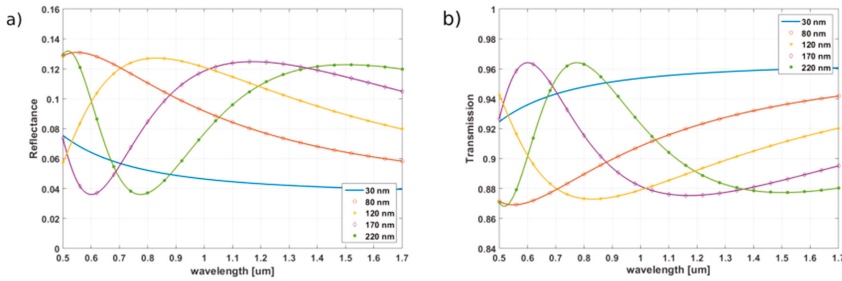 a)
0.16
0.14
0.12
0.1
0.08
0.06
0.04
0.02
0
Reflectance
0.5 0.6 0.7 0.8 0.9 1 1.1 1.2 1.3 1.4 1.5 1.6 1.7
wavelength [um]
30 nm
80 nm
120 nm
170 nm
220 nm
b)
1
0.98
0.96
0.94
0.92
0.9
0.88
0.86
0.84
Transmission
0.5 0.6 0.7 0.8 0.9 1 1.1 1.2 1.3 1.4 1.5 1.6 1.7
wavelength [um]
30 nm
80 nm
120 nm
170 nm
220 nm